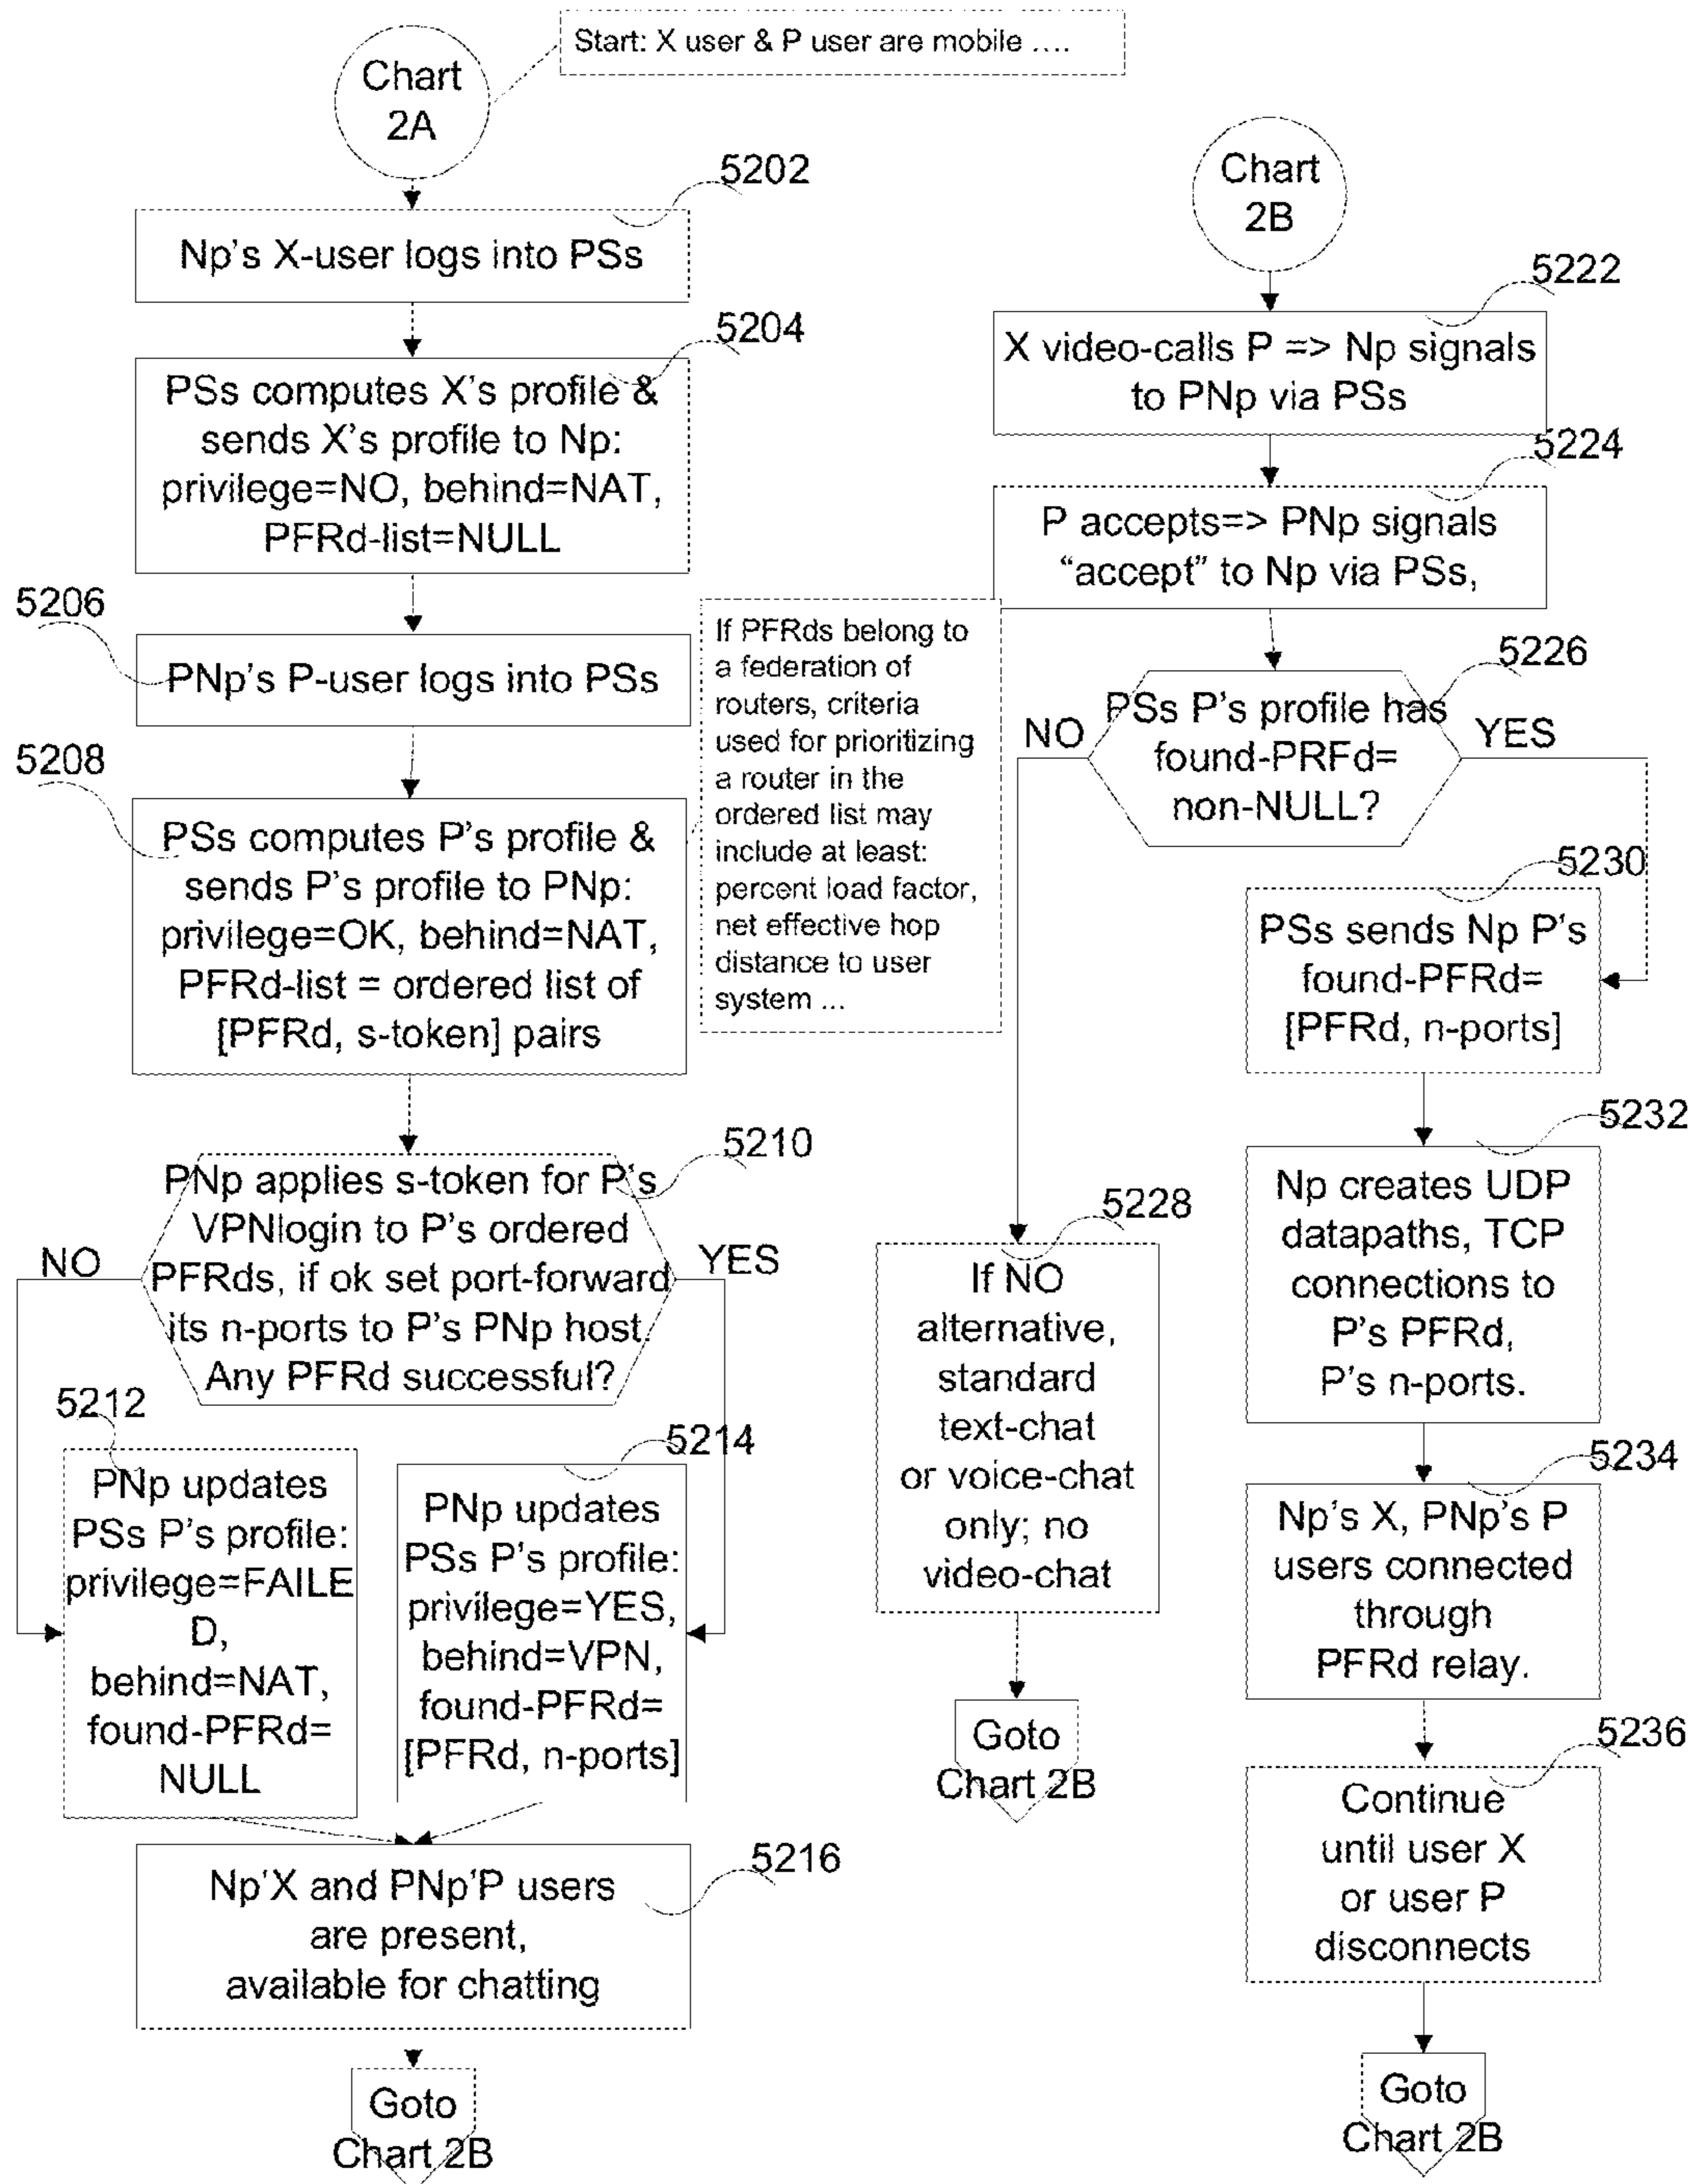 Start: X user & P user are mobile ....
Chart
2A
5202
Np's X-user logs into PSs
5204
PSs computes X's profile &
sends X's profile to Np:
privilege=NO, behind=NAT,
PFRd-list=NULL
5206
PNp's P-user logs into PSs
5208
PSs computes P's profile &
sends P's profile to PNp:
privilege=OK, behind=NAT,
PFRd-list = ordered list of
[PFRd, s-token] pairs
If PFRds belong to
a federation of
routers, criteria
used for prioritizing
a router in the
ordered list may
include at least:
percent load factor,
net effective hop
distance to user
system ...
5210
PNp applies s-token for P's
VPNlogin to P's ordered
PFRds, if ok set port-forward
its n-ports to P's PNp host.
Any PFRd successful?
NO
YES
5212
PNp updates
PSs P's profile:
privilege=FAILE
D,
behind=NAT,
found-PFRd=
NULL
5214
PNp updates
PSs P's profile:
privilege=YES,
behind=VPN,
found-PFRd=
[PFRd, n-ports]
5216
Np'X and PNp'P users
are present,
available for chatting
Goto
Chart 2B
Chart
2B
5222
X video-calls P => Np signals
to PNp via PSs
5224
P accepts=> PNp signals
“accept” to Np via PSs,
5226
PSs P's profile has
found-PRFd=
non-NULL?
NO
YES
5228
If NO
alternative,
standard
text-chat
or voice-chat
only; no
video-chat
Goto
Chart 2B
5230
PSs sends Np P's
found-PFRd=
[PFRd, n-ports]
5232
Np creates UDP
datapaths, TCP
connections to
P's PFRd,
P's n-ports.
5234
Np's X, PNp's P
users connected
through
PFRd relay.
5236
Continue
until user X
or user P
disconnects
Goto
Chart 2B